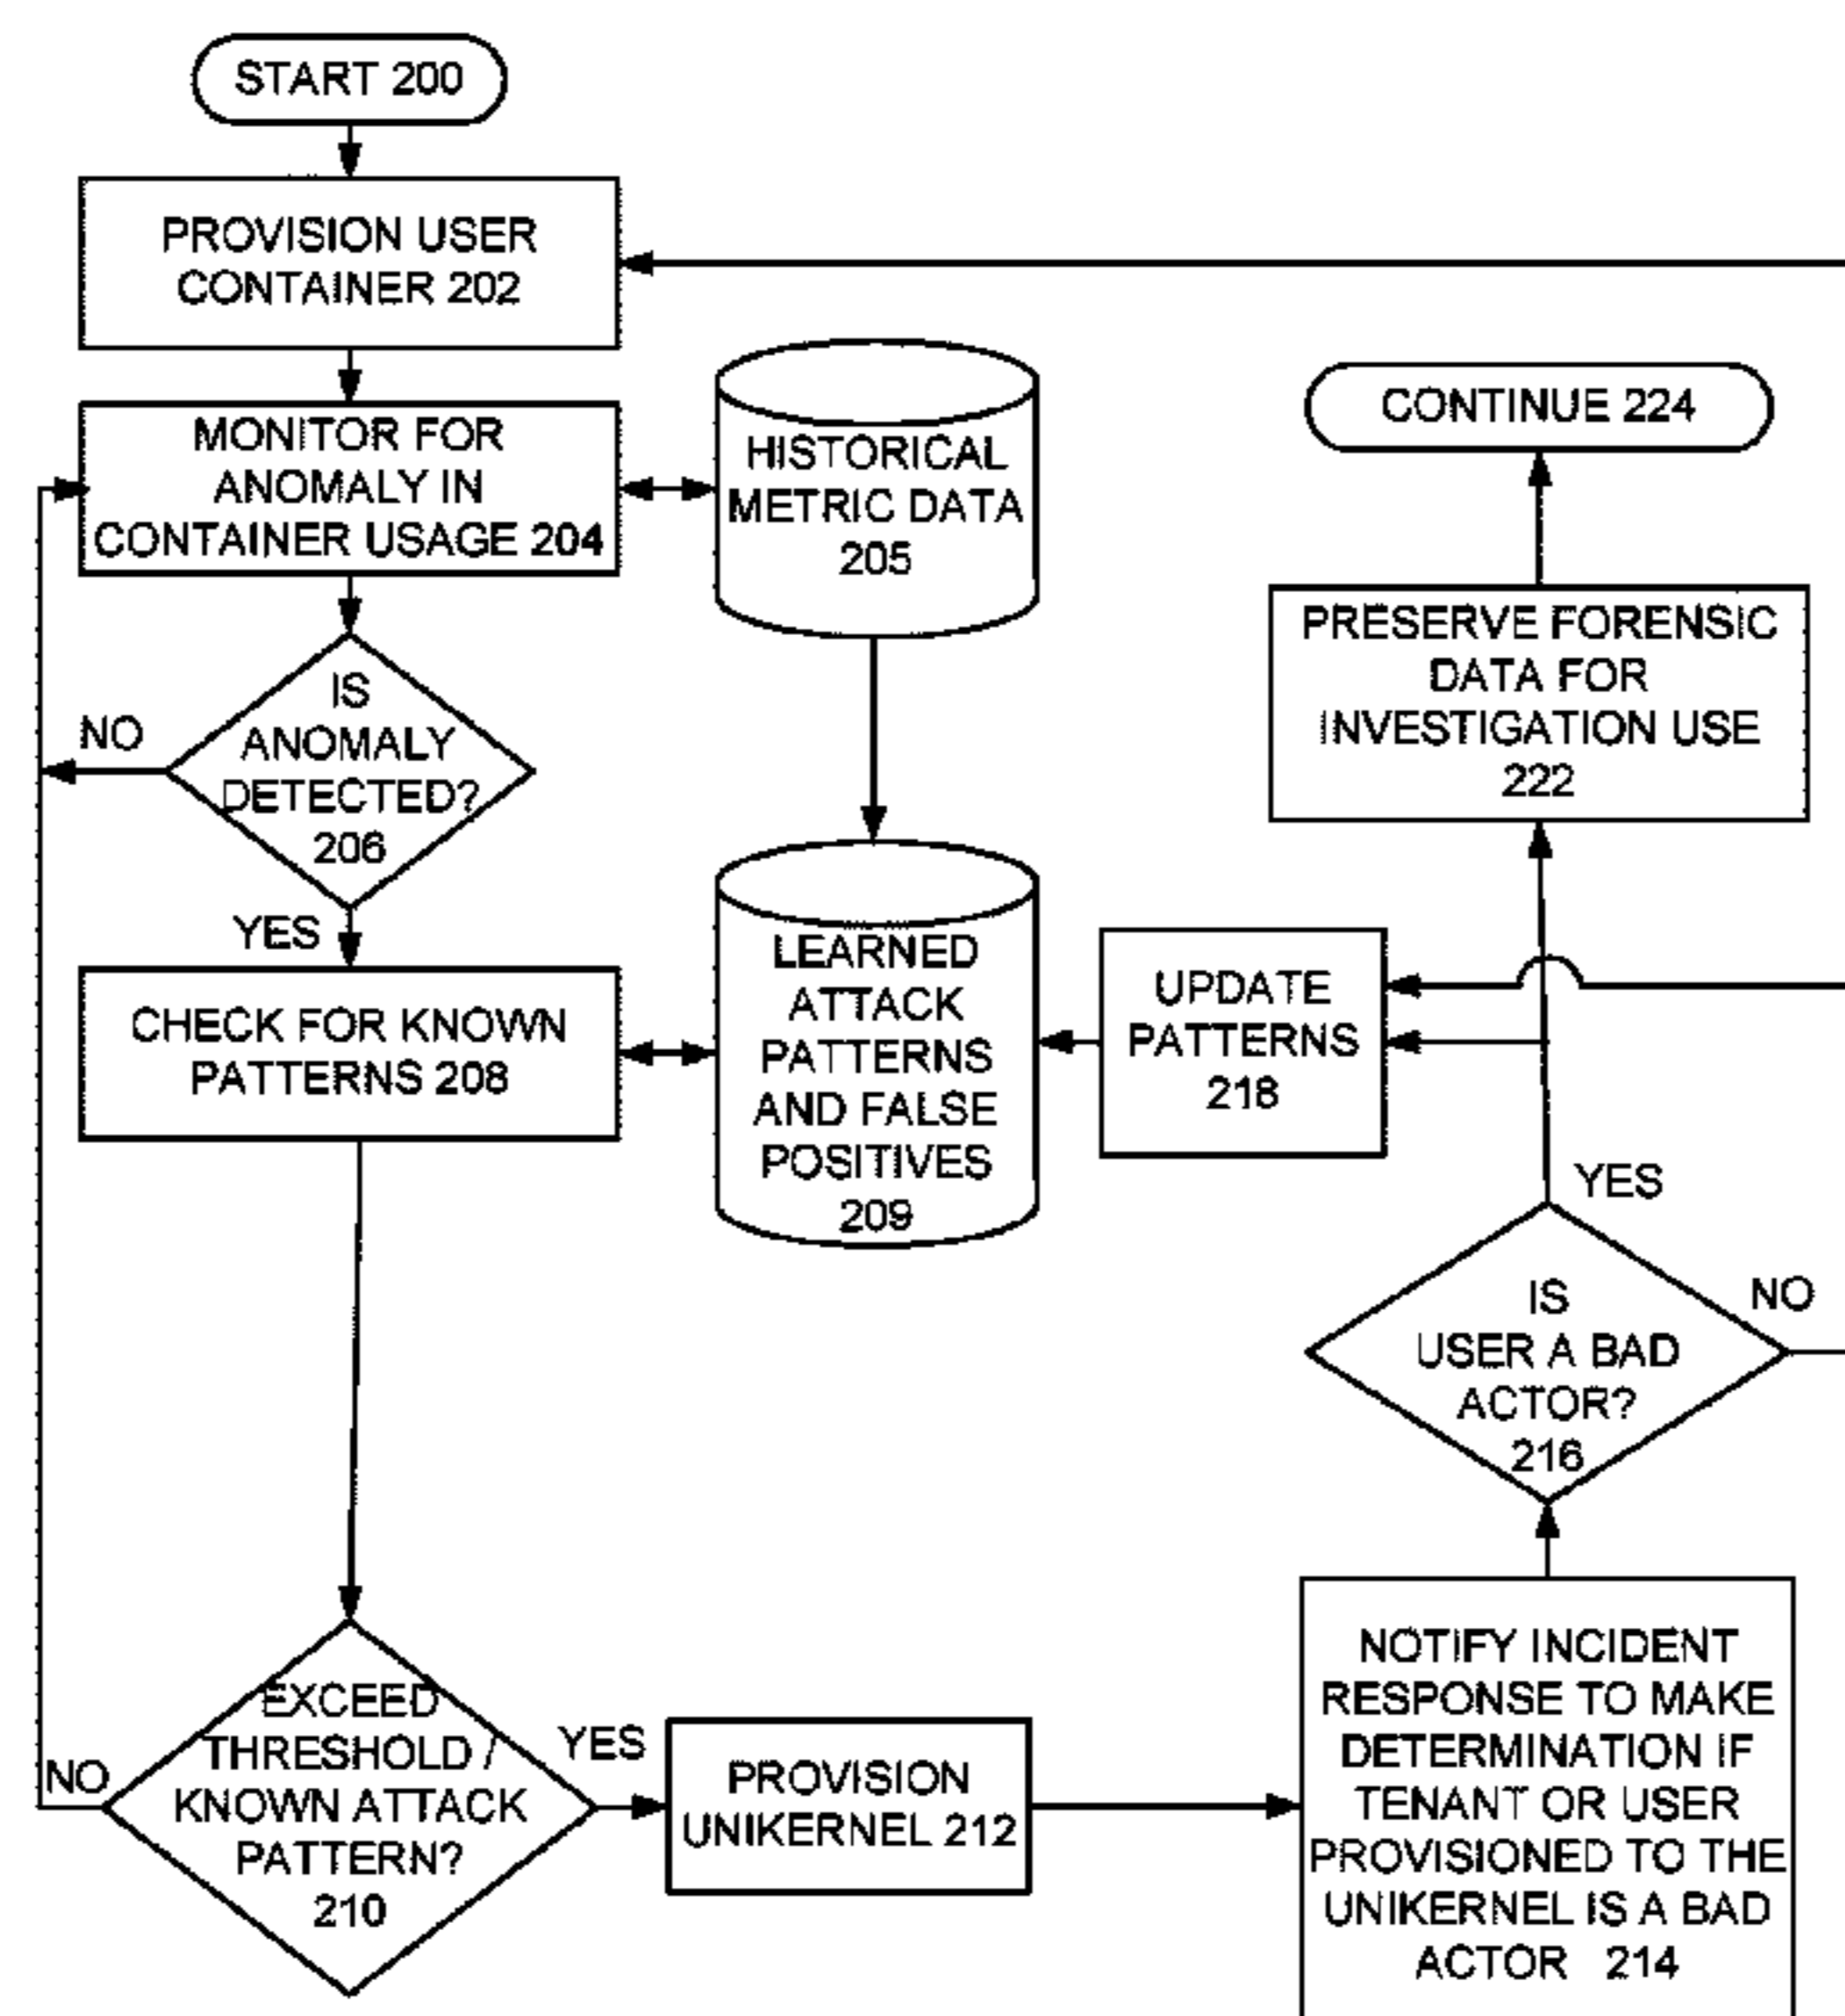 START 200
PROVISION USER
CONTAINER 202
MONITOR FOR
ANOMALY IN
CONTAINER USAGE 204
HISTORICAL
METRIC DATA
205
IS
ANOMALY
DETECTED?
206
NO
YES
CHECK FOR KNOWN
PATTERNS 208
LEARNED
ATTACK
PATTERNS
AND FALSE
POSITIVES
209
EXCEED
THRESHOLD /
KNOWN ATTACK
PATTERN?
210
NO
YES
PROVISION
UNIKERNEL 212
NOTIFY INCIDENT
RESPONSE TO MAKE
DETERMINATION IF
TENANT OR USER
PROVISIONED TO THE
UNIKERNEL IS A BAD
ACTOR 214
IS
USER A BAD
ACTOR?
216
YES
NO
UPDATE
PATTERNS
218
PRESERVE FORENSIC
DATA FOR
INVESTIGATION USE
222
CONTINUE 224